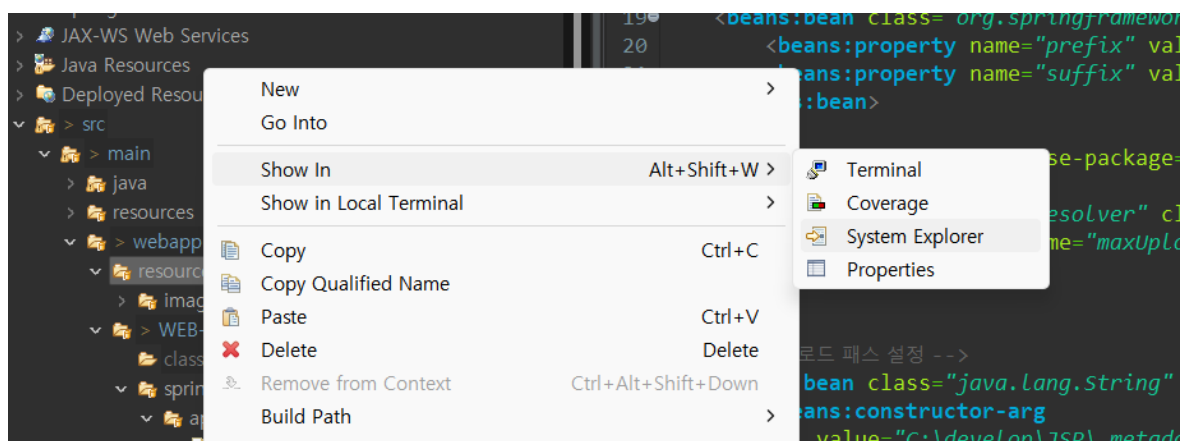 19 <beans:bean class="org.springframewor
JAX-WS Web Services
20 <beans:property name="prefix" val
Java Resources
eans:property name="suffix" val
Deployed Resou
New >
:bean>
> src
Go Into
> main
Show In Alt+Shift+W >
Terminal
se-package=
java
Show in Local Terminal >
Coverage
esolver" cl
resources
> webapp
Copy Ctrl+C
System Explorer
me="maxUplo
resourc
Copy Qualified Name
Properties
imag
Paste Ctrl+V
> WEB-
Delete Delete
로드 패스 설정 -->
class
Remove from Context Ctrl+Alt+Shift+Down
bean class="java.lang.String"
sprin
Build Path >
eans:constructor-arg
ap
value="C:\develop\JSP\.metada